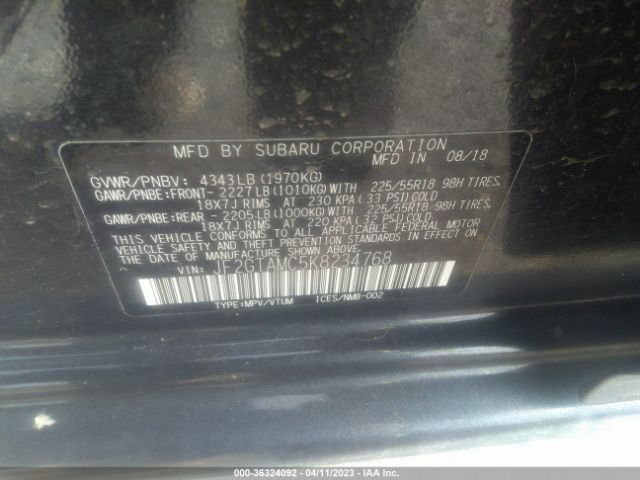 MFD BY SUBARU CORPORATION
MFD IN 08/18
GVWR/PNBV: 4343LB(1970KG)
GAWR/PNBE:FRONT- 2227LB(1010KG)WITH 225/55R18 98H TIRES,
18X7J RIMS AT 230 KPA (33 PSI)COLD
GAWR/PNBE:REAR - 2205LB(1000KG)WITH 225/55R18 98H TIRES,
18X7J RIMS AT 220 KPA (32 PSI)COLD
THIS VEHICLE CONFORMS TO ALL APPLICABLE FEDERAL MOTOR
VEHICLE SAFETY AND THEFT PREVENTION STANDARDS IN EFFECT
ON THE DATE OF MANUFACTURE SHOWN ABOVE.
VIN: JF2GTAMC5K8234768
TYPE:MPV/VTUM ICES/NMB-002
000-36324092 - 04/11/2023 - IAA Inc.